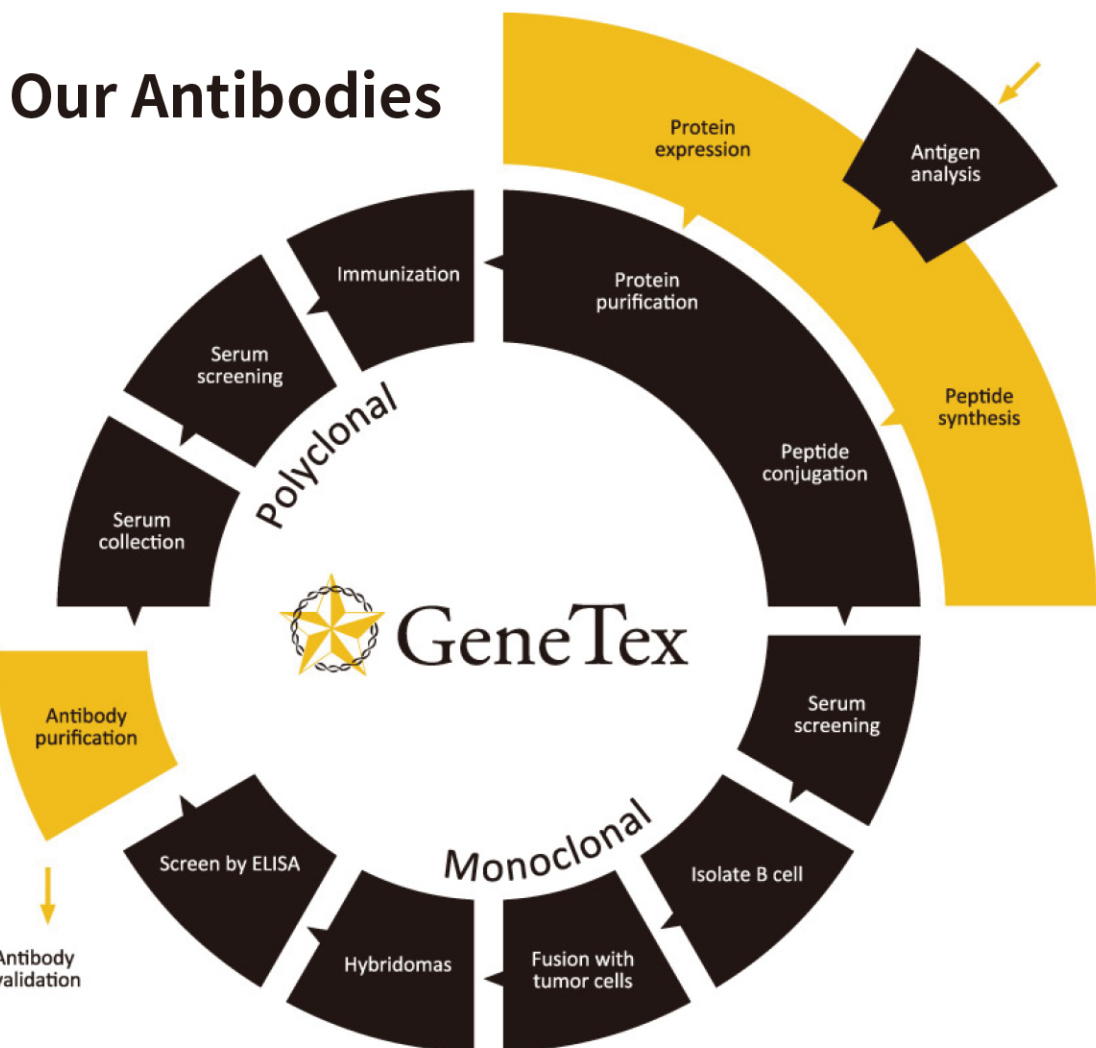 Our Antibodies
Protein
expression
Antigen
analysis
Immunization
Protein
purification
Serum
screening
Peptide
synthesis
Polyclonal
Peptide
conjugation
Serum
collection
GeneTex
Antibody
purification
Serum
screening
Monoclonal
Screen by ELISA
Isolate B cell
Hybridomas
Fusion with
tumor cells
Antibody
validation